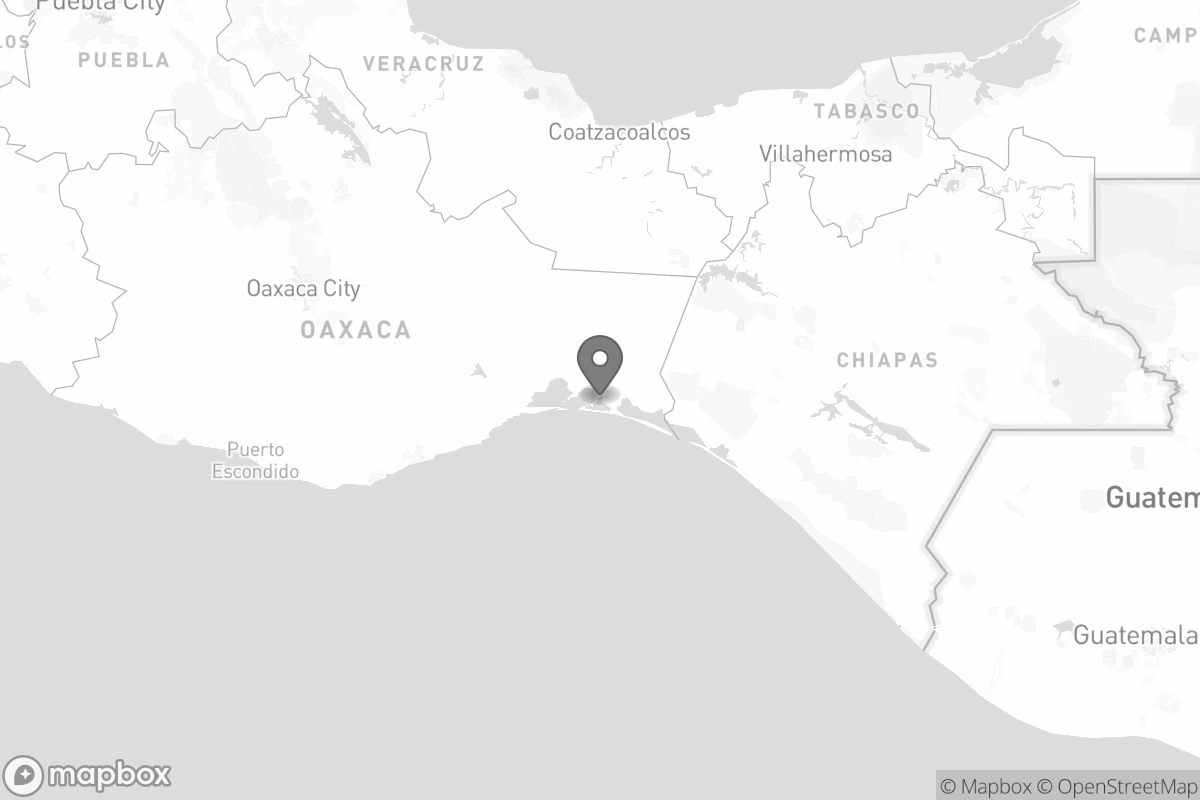 Puebla City
LOS
PUEBLA
VERACRUZ
CAMP
TABASCO
Coatzacoalcos
Villahermosa
Oaxaca City
OAXACA
CHIAPAS
Puerto
Escondido
Guatem
Guatemala
mapbox
© Mapbox © OpenStreetMap